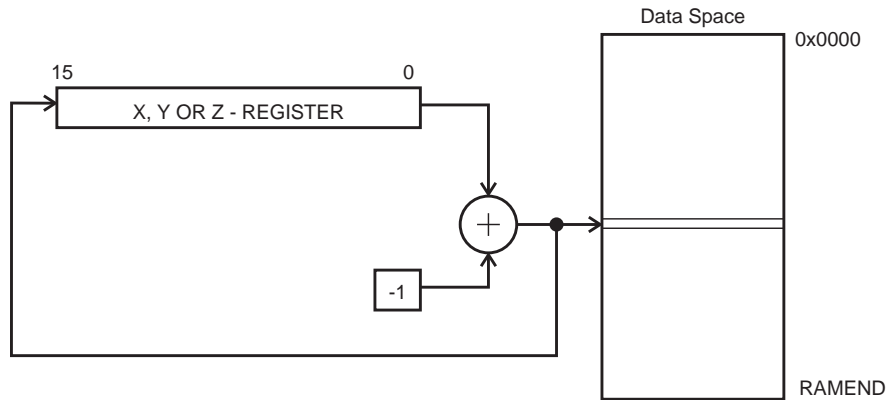 Data Space
0x0000
15
0
X, Y OR Z - REGISTER
+
-1
RAMEND